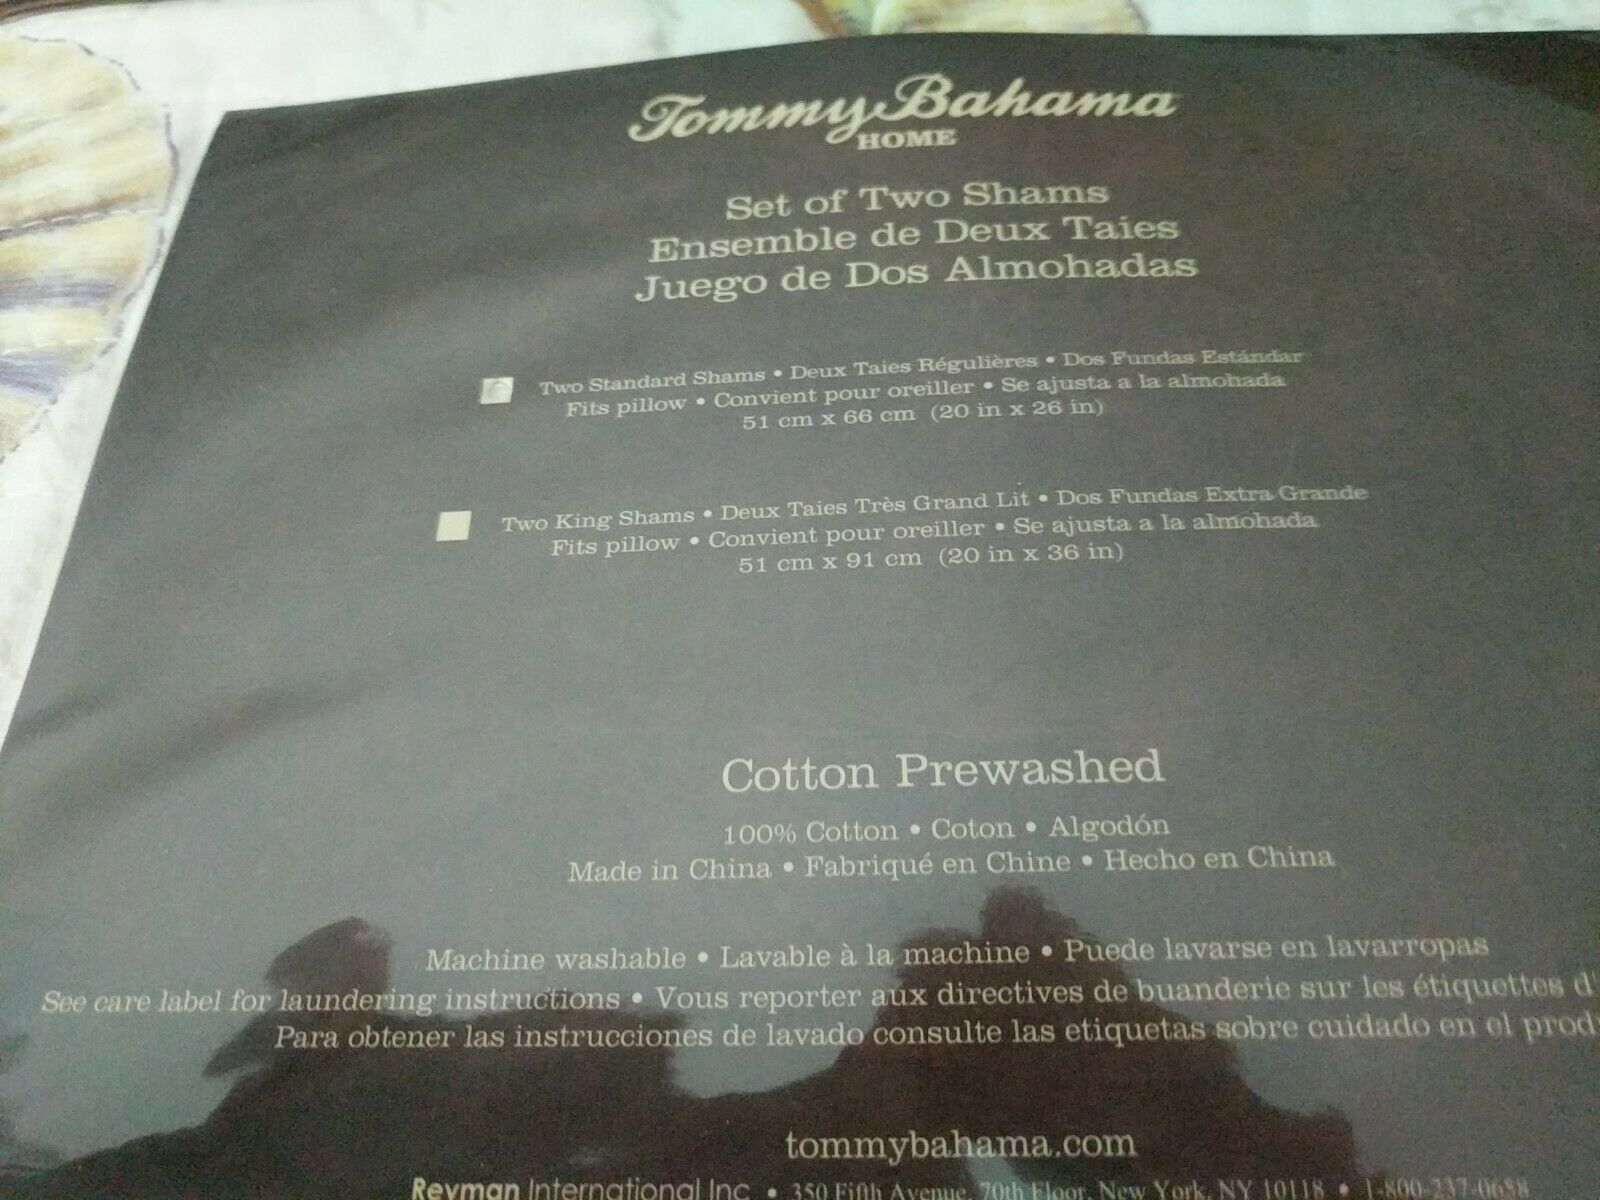 Tommy Bahama
HOME
Set of Two Shams
Ensemble de Deux Taies
Juego de Dos Almohadas
Two Standard Shams • Deux Taies Régulières • Dos Fundas Estándar
Fits pillow • Convient pour oreiller • Se ajusta a la almohada
51 cm x 66 cm (20 in x 26 in)
Two King Shams • Deux Taies Très Grand Lit • Dos Fundas Extra Grande
Fits pillow • Convient pour oreiller • Se ajusta a la almohada
51 cm x 91 cm (20 in x 36 in)
Cotton Prewashed
100% Cotton • Coton • Algodón
Made in China • Fabriqué en Chine • Hecho en China
Machine washable • Lavable à la machine • Puede lavarse en lavarropas
See care label for laundering instructions • Vous reporter aux directives de buanderie sur les étiquettes d'
Para obtener las instrucciones de lavado consulte las etiquetas sobre cuidado en el prod
tommybahama.com
Revman International Inc • 350 Fifth Avenue, 70th Floor, New York, NY 10118 • 1-800-237-0658